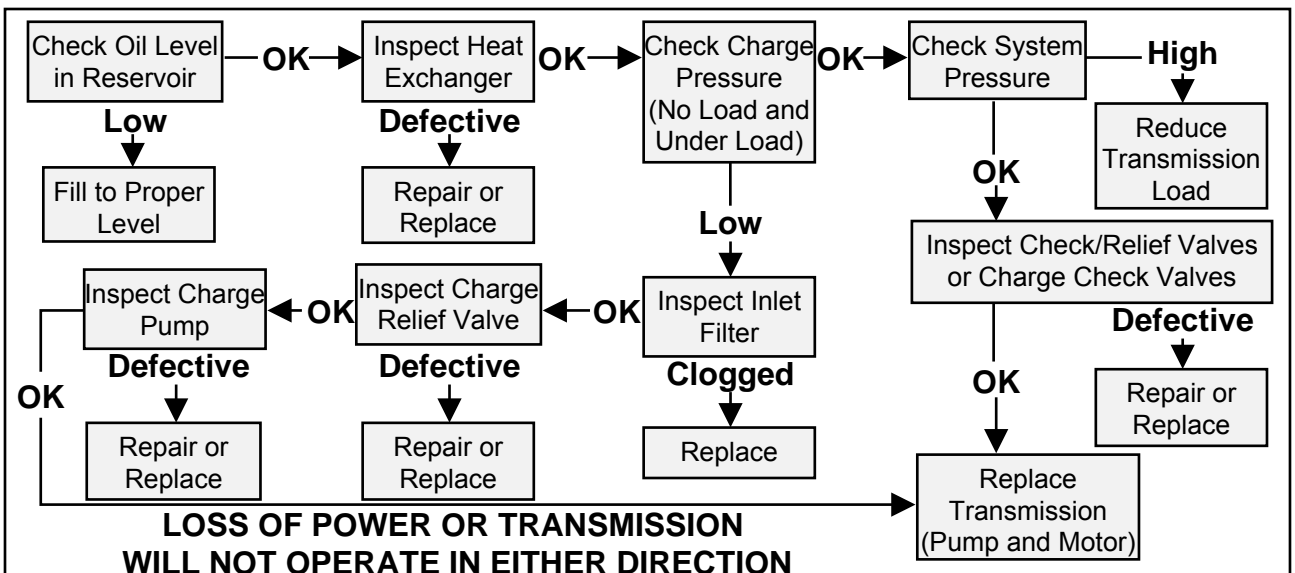 Check Oil Level
in Reservoir
OK
Inspect Heat
Exchanger
OK
Check Charge
Pressure
(No Load and
Under Load)
OK
Check System
Pressure
High
Low
Defective
Reduce
Transmission
Load
Fill to Proper
Level
Repair or
Replace
Low
OK
Inspect Check/Relief Valves
or Charge Check Valves
Inspect Charge
Pump
OK
Inspect Charge
Relief Valve
OK
Inspect Inlet
Filter
Defective
OK
Defective
Defective
Clogged
OK
Repair or
Replace
Repair or
Replace
Repair or
Replace
Replace
Replace
Transmission
(Pump and Motor)
LOSS OF POWER OR TRANSMISSION
WILL NOT OPERATE IN EITHER DIRECTION